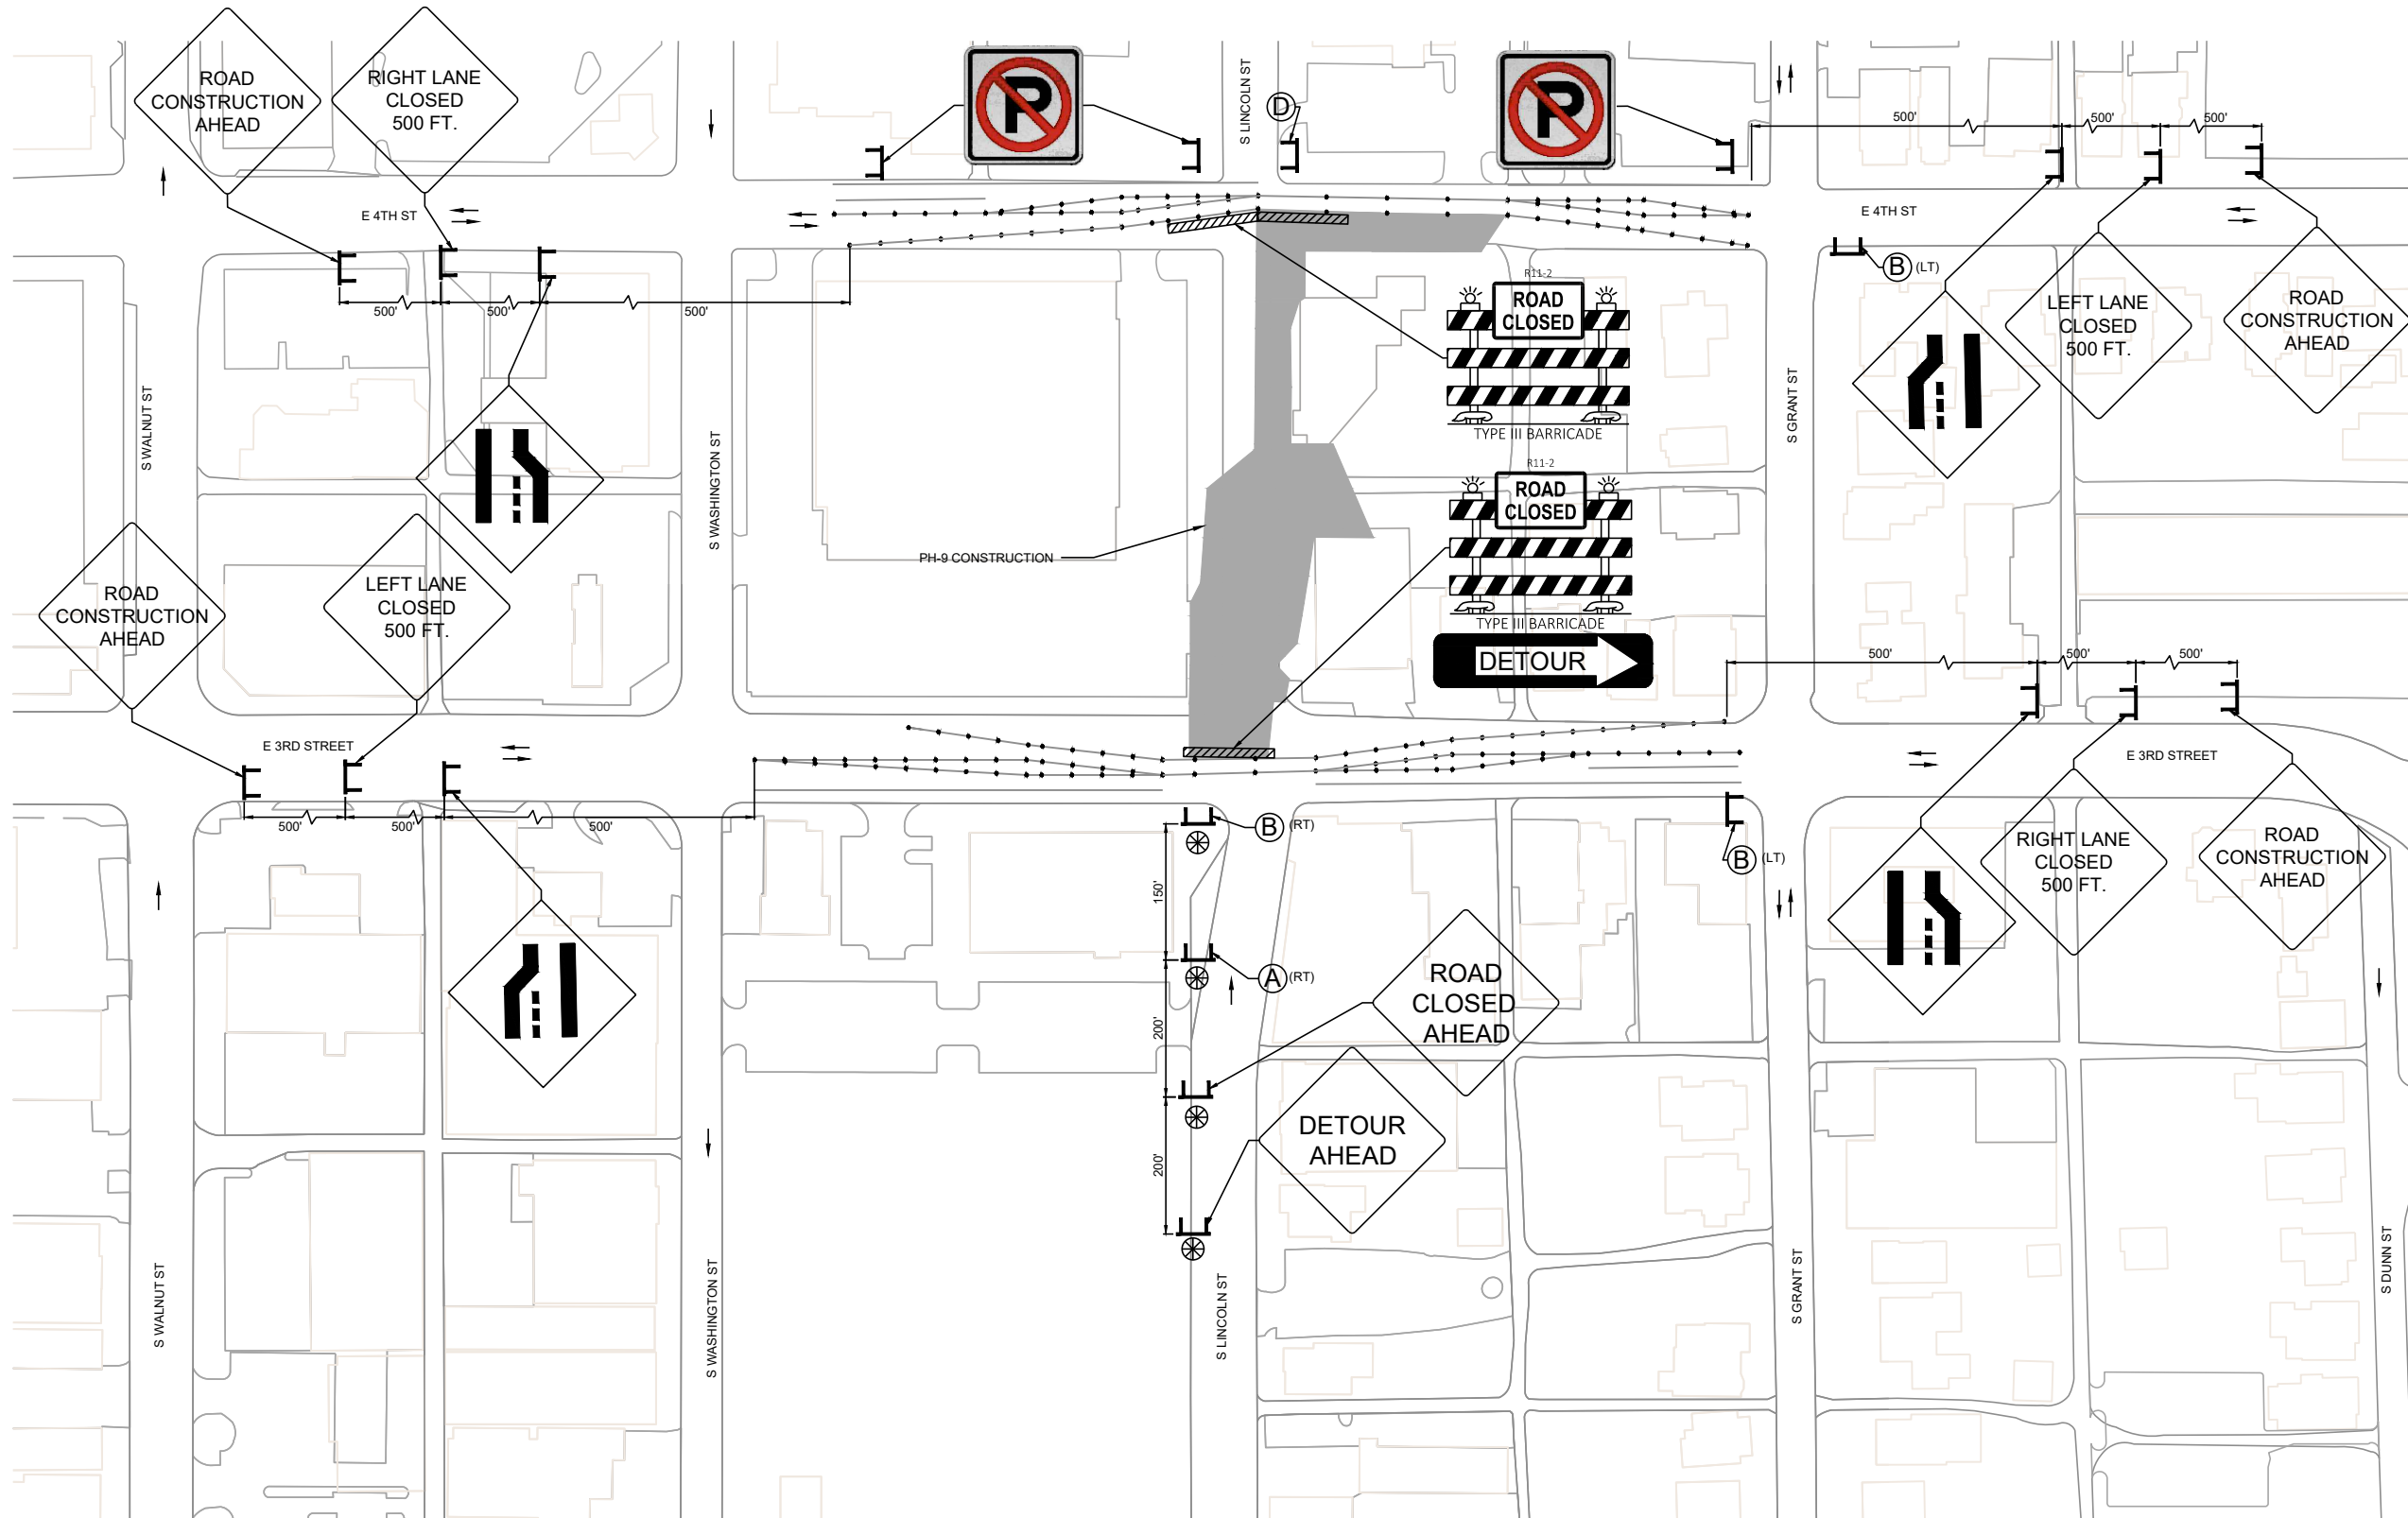 ROAD
CONSTRUCTION
AHEAD
RIGHT LANE
CLOSED
500 FT.
P
S LINCOLN ST
D
P
500'
500'
500'
E 4TH ST
E 4TH ST
B (LT)
500'
500'
500'
R11-2
ROAD
CLOSED
TYPE III BARRICADE
LEFT LANE
CLOSED
500 FT.
ROAD
CONSTRUCTION
AHEAD
S WALNUT ST
S WASHINGTON ST
S GRANT ST
R11-2
ROAD
CLOSED
TYPE III BARRICADE
DETOUR
PH-9 CONSTRUCTION
ROAD
CONSTRUCTION
AHEAD
LEFT LANE
CLOSED
500 FT.
500'
500'
500'
E 3RD STREET
E 3RD STREET
500'
500'
500'
B (RT)
B (LT)
150'
A (RT)
200'
200'
RIGHT LANE
CLOSED
500 FT.
ROAD
CONSTRUCTION
AHEAD
ROAD
CLOSED
AHEAD
DETOUR
AHEAD
S WALNUT ST
S WASHINGTON ST
S LINCOLN ST
S GRANT ST
S DUNN ST